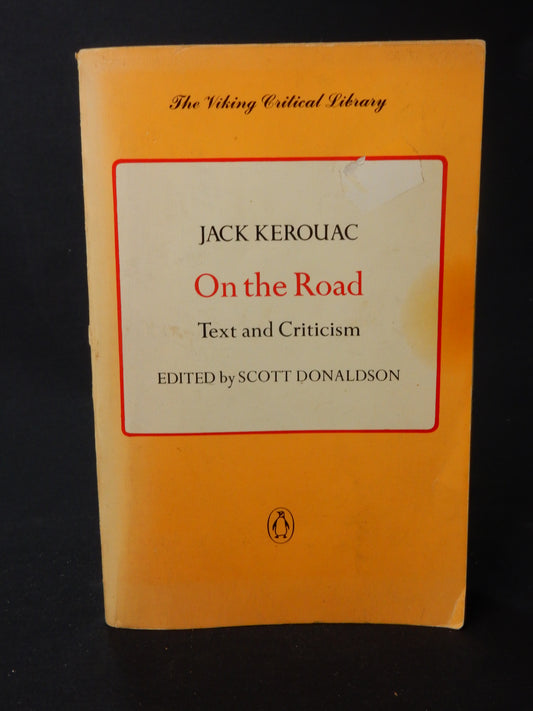 The Viking Critical Library
JACK KEROUAC
On the Road
Text and Criticism
EDITED by SCOTT DONALDSON